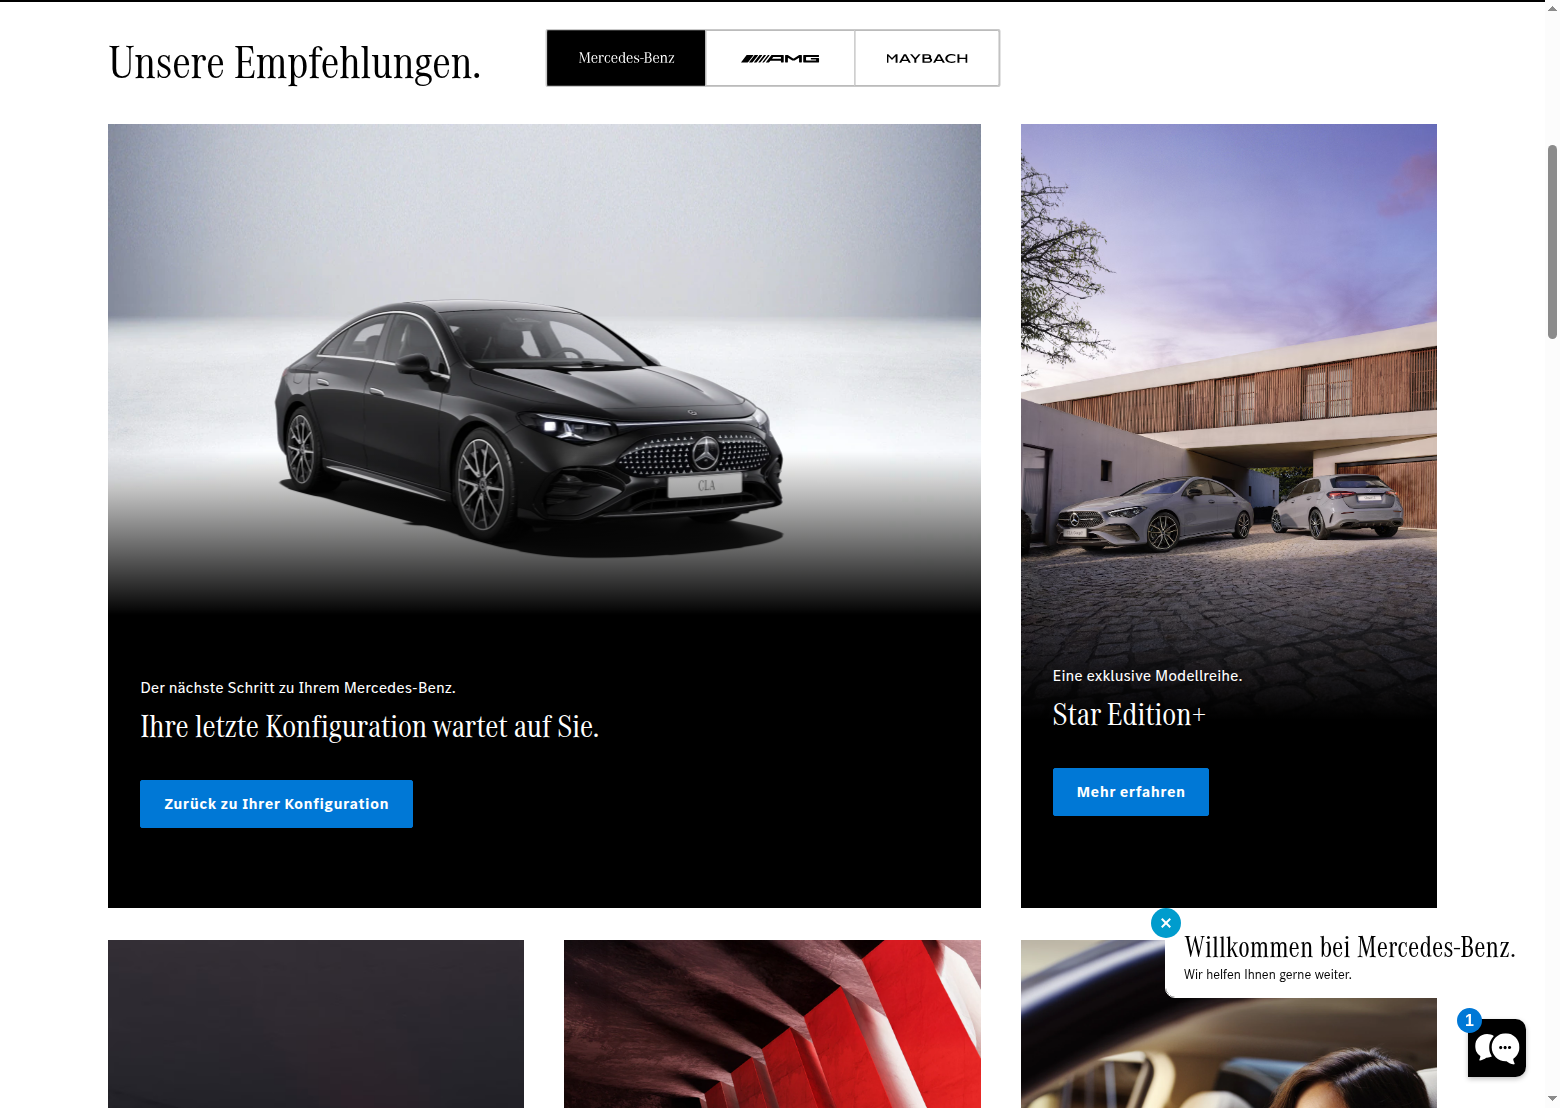 Unsere Empfehlungen.
Mercedes-Benz
AMG
MAYBACH
CLA
Der nächste Schritt zu Ihrem Mercedes-Benz.
Ihre letzte Konfiguration wartet auf Sie.
Zurück zu Ihrer Konfiguration
Eine exklusive Modellreihe.
Star Edition+
Mehr erfahren
Willkommen bei Mercedes-Benz.
Wir helfen Ihnen gerne weiter.
1